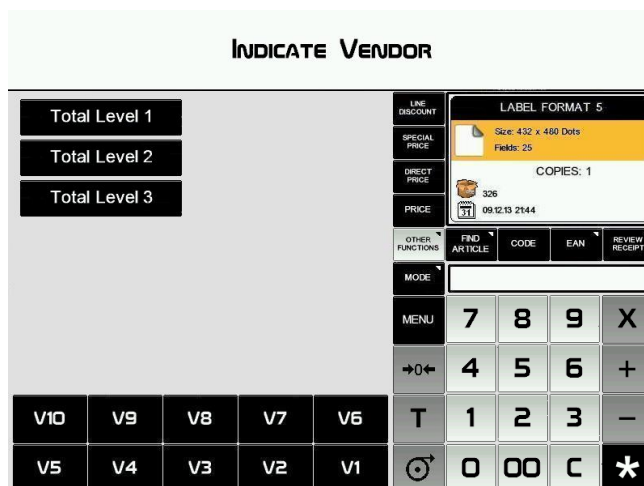 INDICATE VENDOR
Total Level 1
Total Level 2
Total Level 3
LINE
DISCOUNT
SPECIAL
PRICE
DIRECT
PRICE
PRICE
LABEL FORMAT 5
Size: 432 x 480 Dots
Fields: 25
COPIES: 1
326
31 09.12.13 21:44
OTHER
FUNCTIONS
FIND
ARTICLE
CODE
EAN
REVIEW
RECEIPT
MODE
MENU
7 8 9 X
→0← 4 5 6 +
T 1 2 3 −
0 00 C *
V10 V9 V8 V7 V6
V5 V4 V3 V2 V1